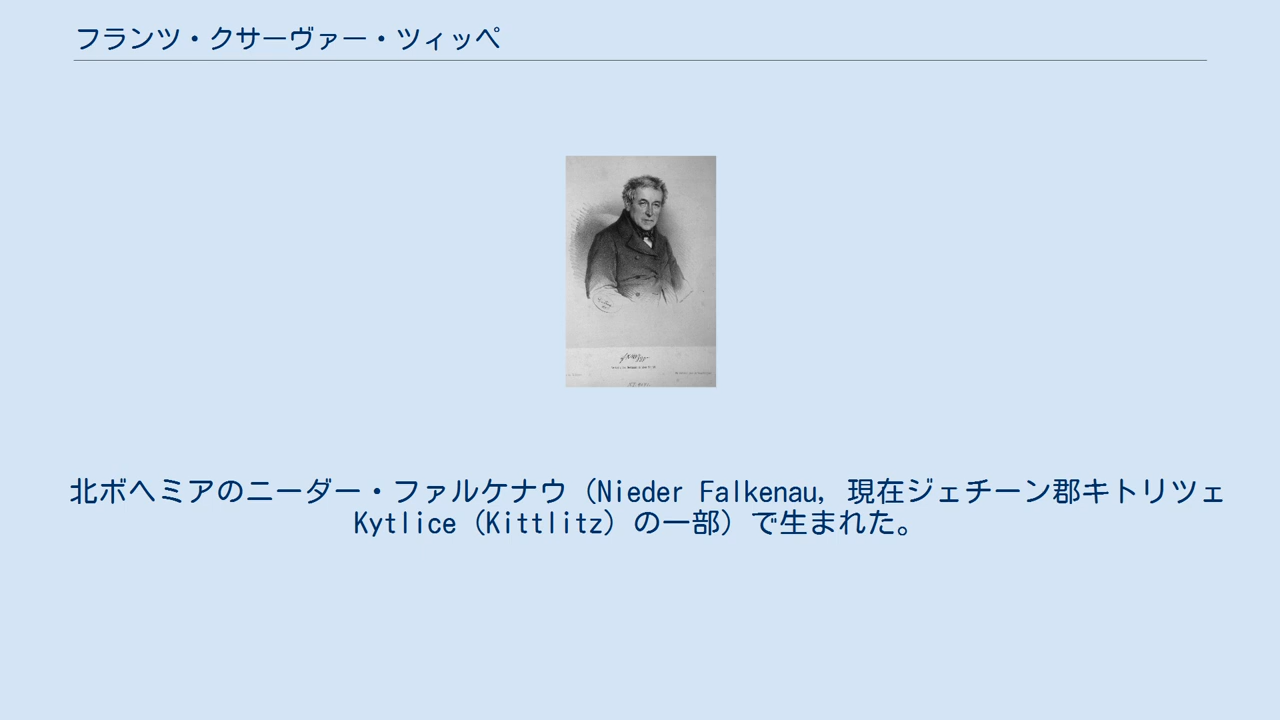 フランツ・クサーヴァー・ツィッペ
北ボヘミアのニーダー・ファルケナウ（Nieder Falkenau, 現在ジェチーン郡キトリツェ
Kytlice（Kittlitz）の一部）で生まれた。